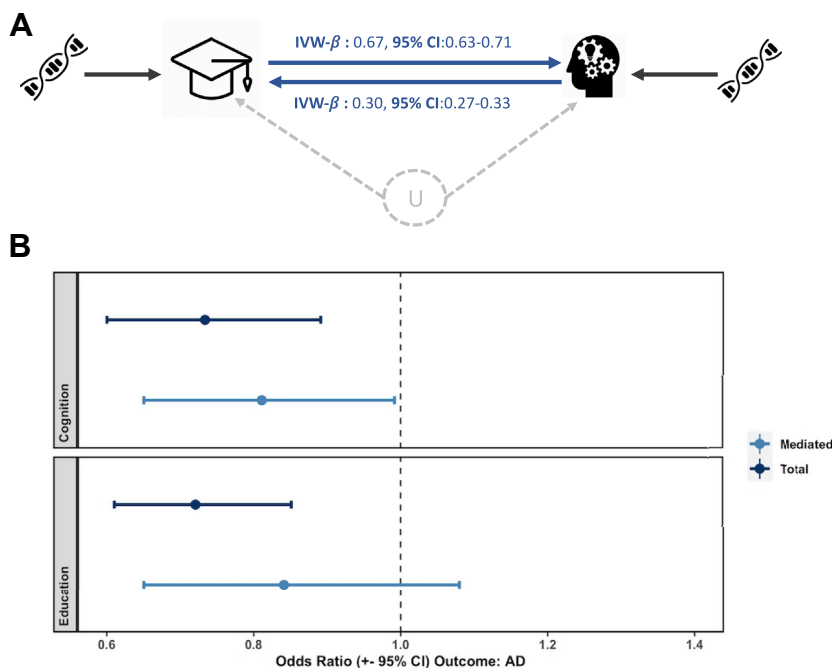 A
IVW-β : 0.67, 95% CI:0.63-0.71
IVW-β : 0.30, 95% CI:0.27-0.33
U
B
Cognition
Education
Mediated
Total
0.6 0.8 1.0 1.2 1.4
Odds Ratio (+- 95% CI) Outcome: AD